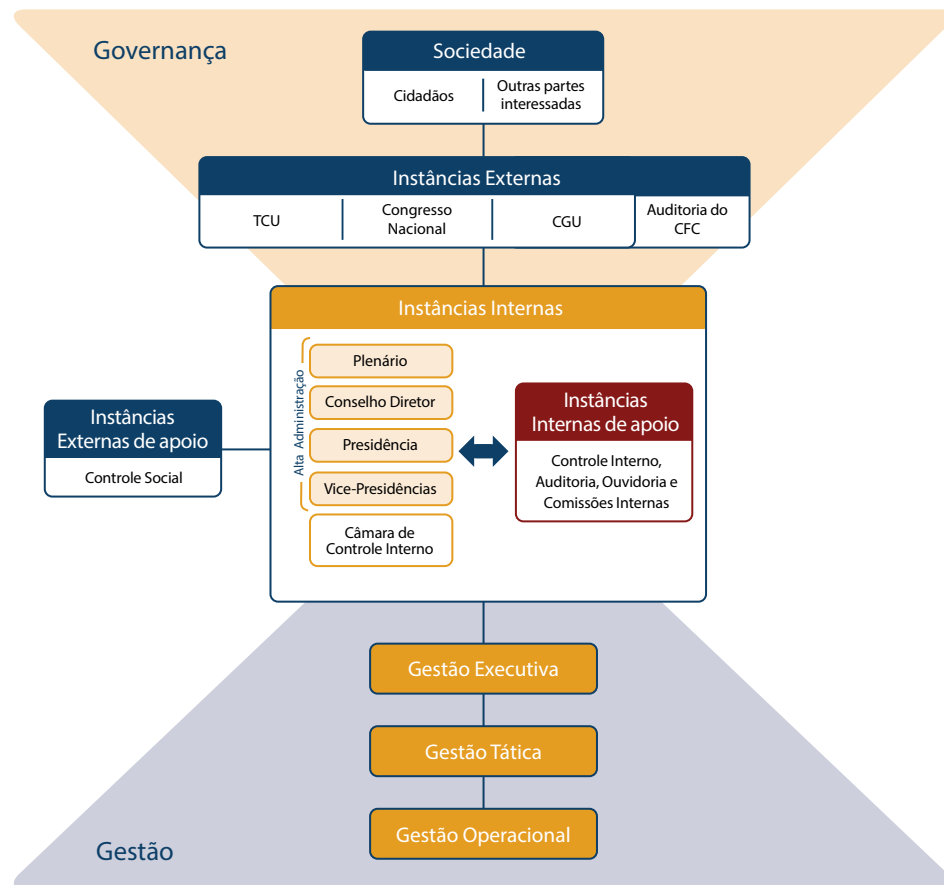 Governança
Sociedade
Cidadãos
Outras partes
interessadas
Instâncias Externas
TCU
Congresso
Nacional
CGU
Auditoria do
CFC
Instâncias Internas
Alta Administração
Plenário
Conselho Diretor
Presidência
Vice-Presidências
Câmara de
Controle Interno
Instâncias
Internas de apoio
Controle Interno,
Auditoria, Ouvidoria e
Comissões Internas
Instâncias
Externas de apoio
Controle Social
Gestão Executiva
Gestão Tática
Gestão Operacional
Gestão